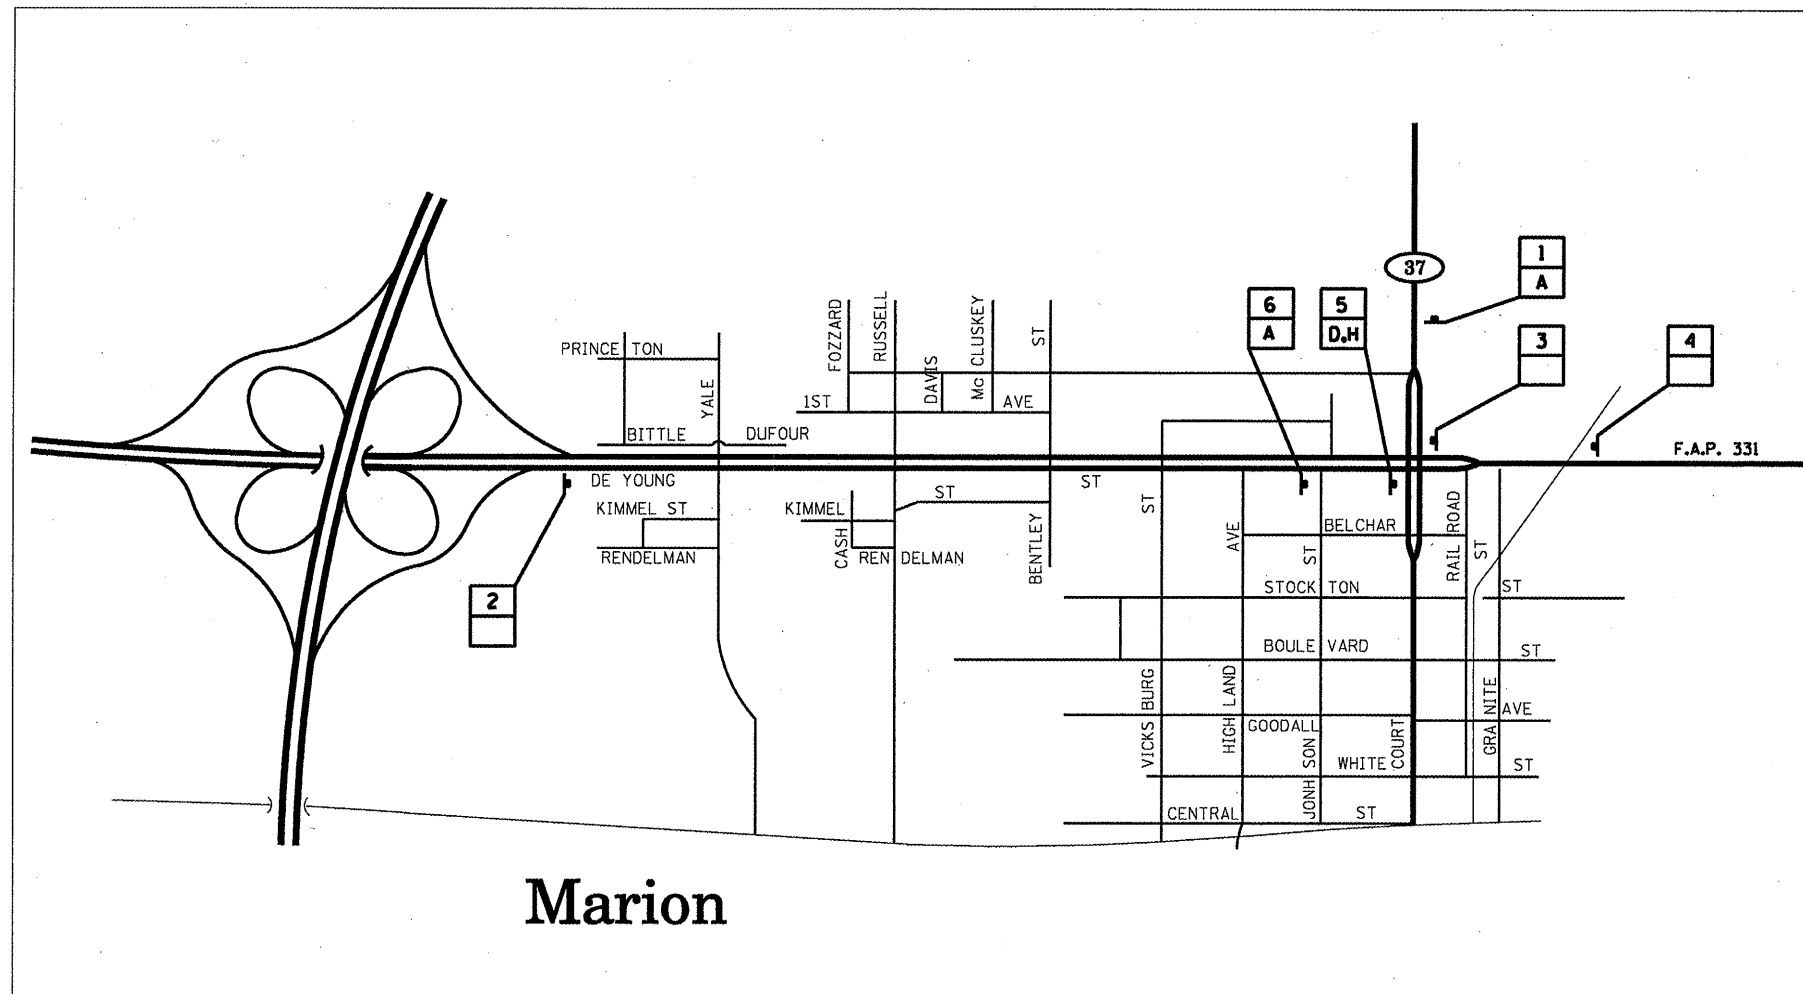 37
1
A
6
A
5
D.H
3
4
FOZZARD
RUSSELL
DAVIS
Mc CLUSKEY
ST
PRINCE TON
YALE
1ST AVE
BITTLE DUFOUR
F.A.P. 331
DE YOUNG ST
KIMMEL ST
RENDELMAN
KIMMEL ST
CASH
REN DELMAN
BENTLEY
ST
AVE
ST
BELCHAR
RAIL ROAD
ST
2
STOCK TON ST
BOULE VARD ST
VICKS BURG
HIGH LAND
GOODALL AVE
JONH SON
COURT
GRA NITE
WHITE ST
CENTRAL ST
Marion